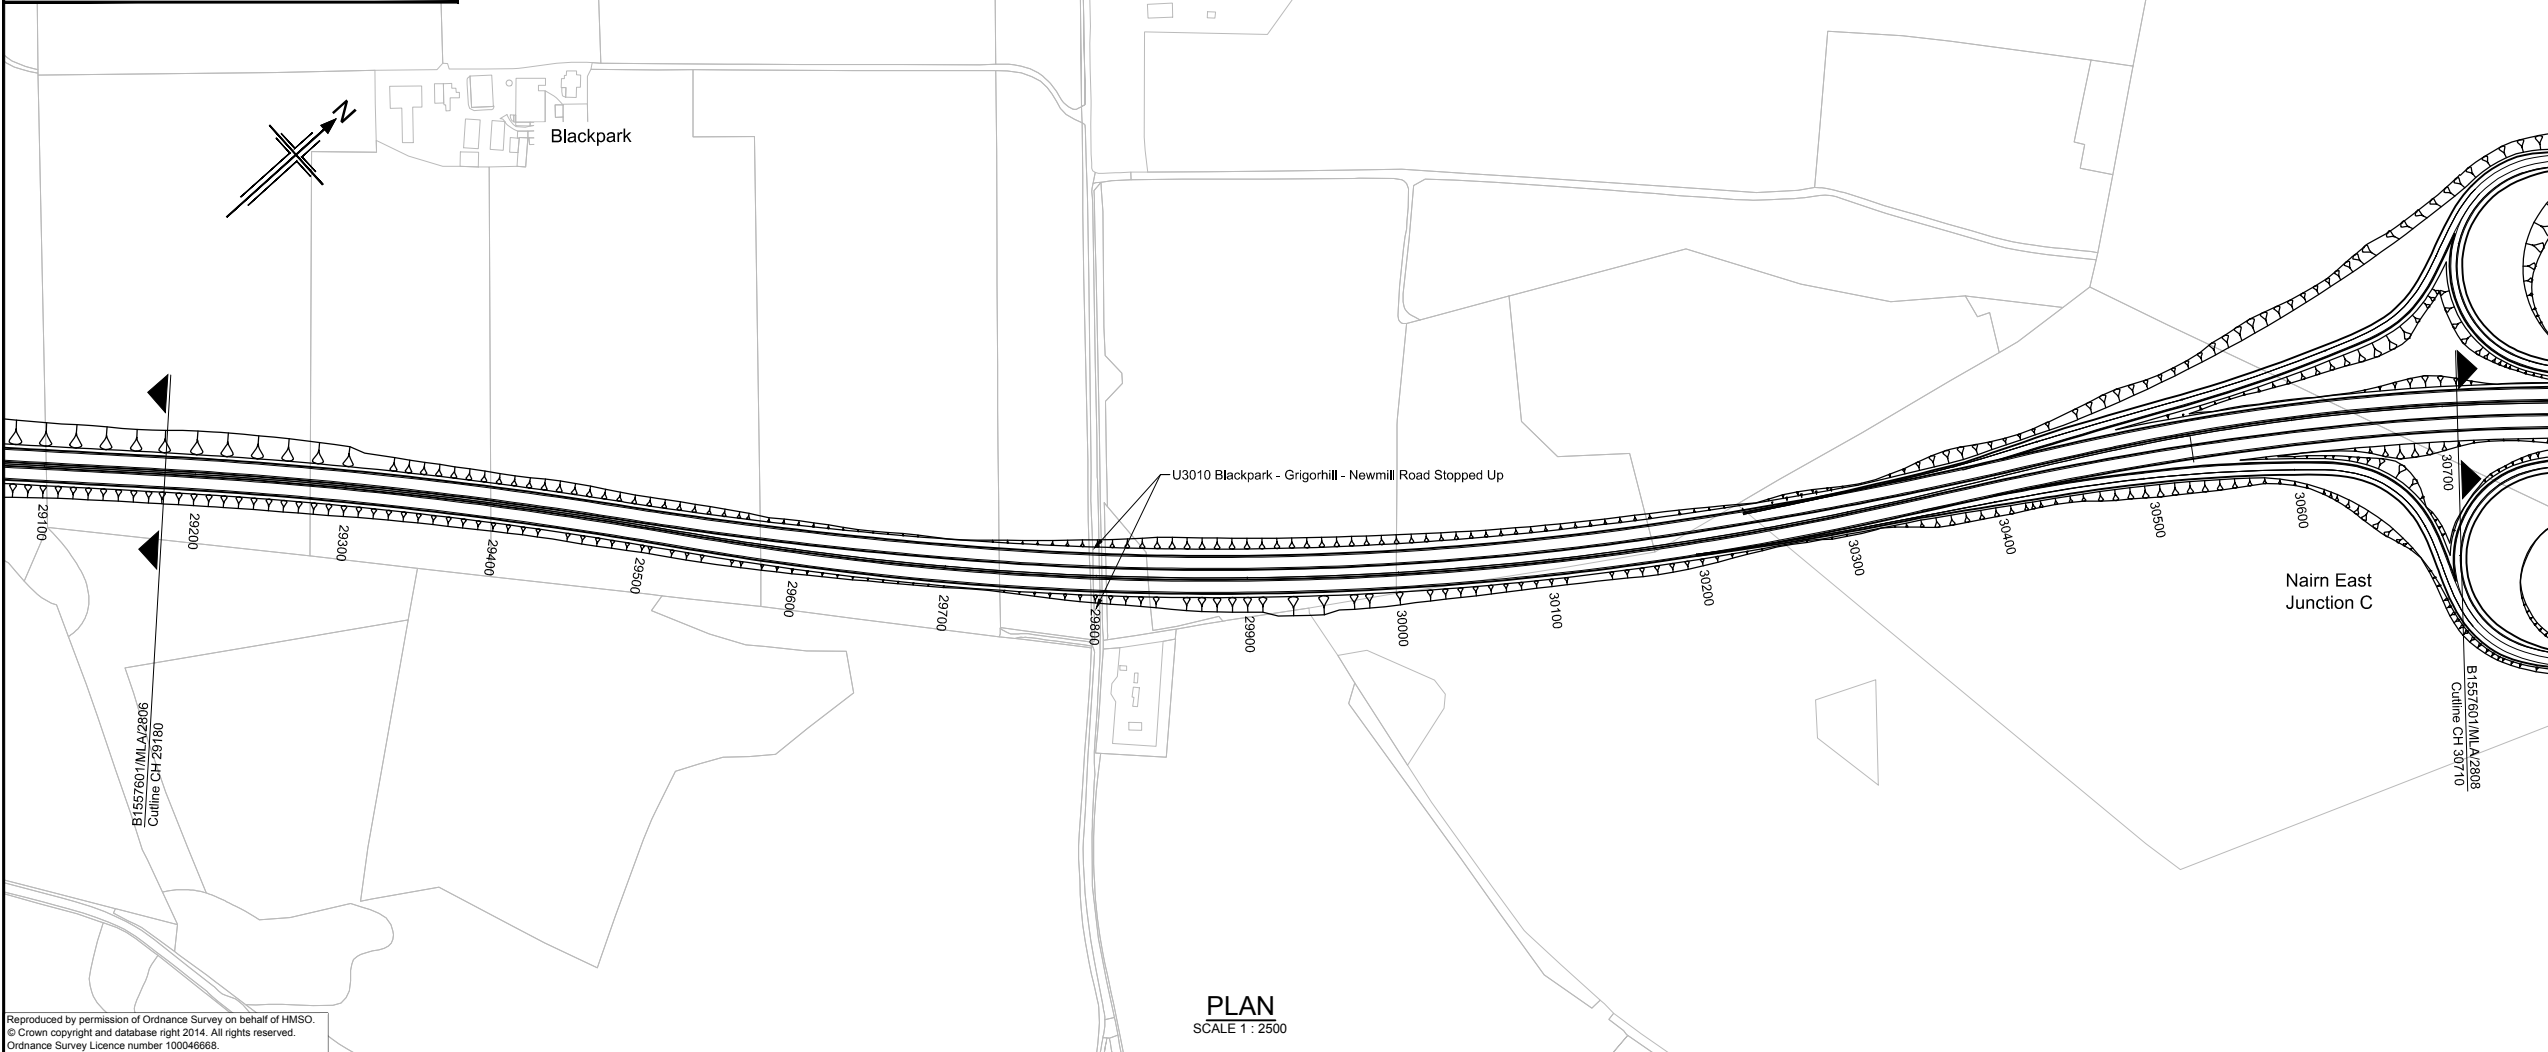 N
Blackpark
U3010 Blackpark - Grigorhill - Newmill Road Stopped Up
29100
29200
29300
29400
29500
29600
29700
29800
29900
30000
30100
30200
30300
30400
30500
30600
30700
Nairn East
Junction C
B1557601/MLA/2806
Cutline CH 29180
B1557601/MLA/2808
Cutline CH 30710
PLAN
SCALE 1 : 2500
Reproduced by permission of Ordnance Survey on behalf of HMSO.
© Crown copyright and database right 2014. All rights reserved.
Ordnance Survey Licence number 100046668.